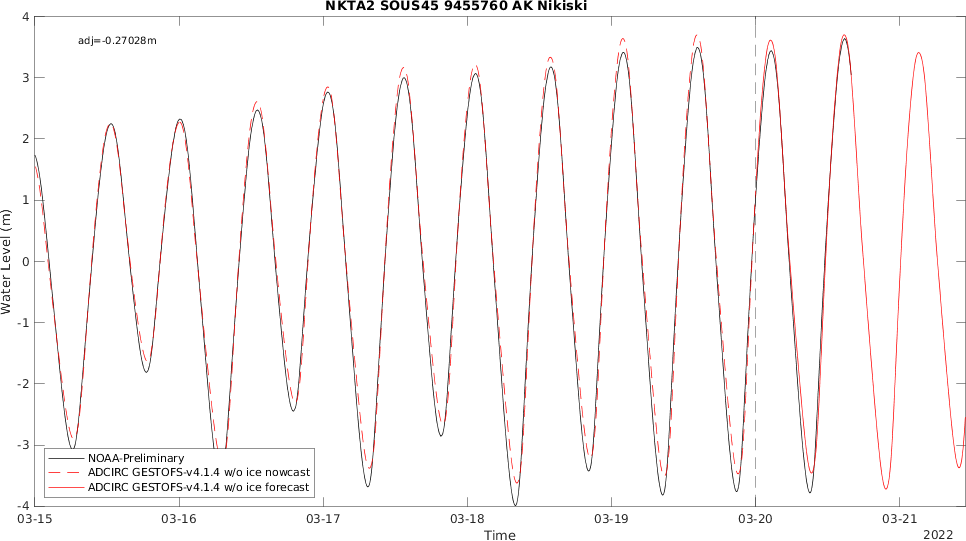 NKTA2 SOUS45 9455760 AK Nikiski
adj=-0.27028m
4
3
2
1
0
-1
-2
-3
-4
Water Level (m)
NOAA-Preliminary
ADCIRC GESTOFS-v4.1.4 w/o ice nowcast
ADCIRC GESTOFS-v4.1.4 w/o ice forecast
03-15 03-16 03-17 03-18 03-19 03-20 03-21
Time
2022